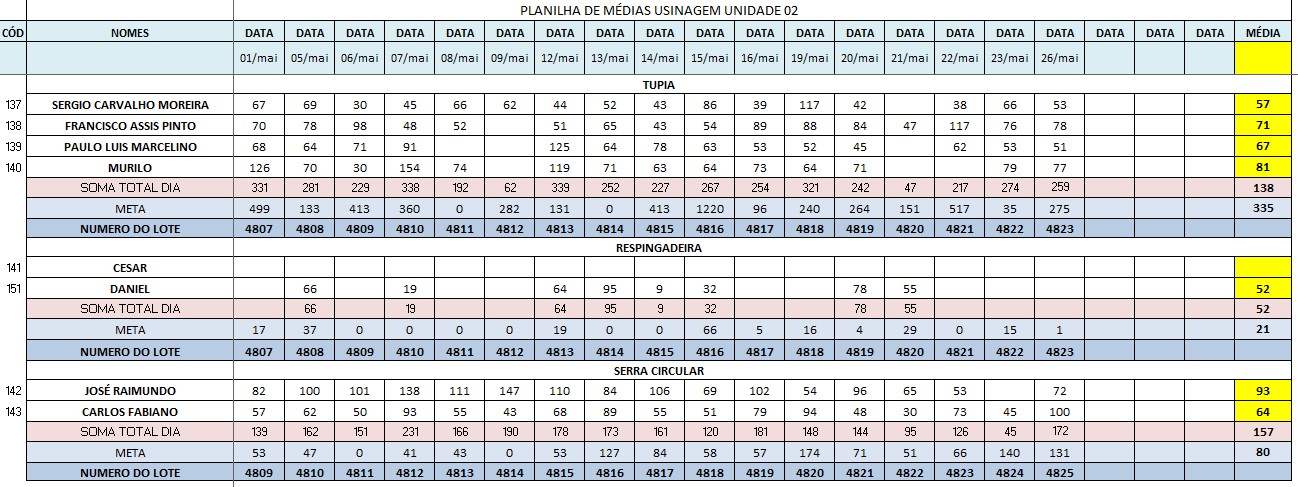 PLANILHA DE MÉDIAS USINAGEM UNIDADE 02
CÓD NOMES DATA DATA DATA DATA DATA DATA DATA DATA DATA DATA DATA DATA DATA DATA DATA DATA DATA DATA DATA DATA MÉDIA
01/mai 05/mai 06/mai 07/mai 08/mai 09/mai 12/mai 13/mai 14/mai 15/mai 16/mai 19/mai 20/mai 21/mai 22/mai 23/mai 26/mai
TUPIA
137 SERGIO CARVALHO MOREIRA 67 69 30 45 66 62 44 52 43 86 39 117 42 38 66 53 57
138 FRANCISCO ASSIS PINTO 70 78 98 48 52 51 65 43 54 89 88 84 47 117 76 78 71
139 PAULO LUIS MARCELINO 68 64 71 91 125 64 78 63 53 52 45 62 53 51 67
140 MURILO 126 70 30 154 74 119 71 63 64 73 64 71 79 77 81
SOMA TOTAL DIA 331 281 229 338 192 62 339 252 227 267 254 321 242 47 217 274 259 138
META 499 133 413 360 0 282 131 0 413 1220 96 240 264 151 517 35 275 335
NUMERO DO LOTE 4807 4808 4809 4810 4811 4812 4813 4814 4815 4816 4817 4818 4819 4820 4821 4822 4823
RESPINGADEIRA
141 CESAR
151 DANIEL 66 19 64 95 9 32 78 55 52
SOMA TOTAL DIA 66 19 64 95 9 32 78 55 52
META 17 37 0 0 0 0 19 0 0 66 5 16 4 29 0 15 1 21
NUMERO DO LOTE 4807 4808 4809 4810 4811 4812 4813 4814 4815 4816 4817 4818 4819 4820 4821 4822 4823
SERRA CIRCULAR
142 JOSÉ RAIMUNDO 82 100 101 138 111 147 110 84 106 69 102 54 96 65 53 72 93
143 CARLOS FABIANO 57 62 50 93 55 43 68 89 55 51 79 94 48 30 73 45 100 64
SOMA TOTAL DIA 139 162 151 231 166 190 178 173 161 120 181 148 144 95 126 45 172 157
META 53 47 0 41 43 0 53 127 84 58 57 174 71 51 66 140 131 80
NUMERO DO LOTE 4809 4810 4811 4812 4813 4814 4815 4816 4817 4818 4819 4820 4821 4822 4823 4824 4825